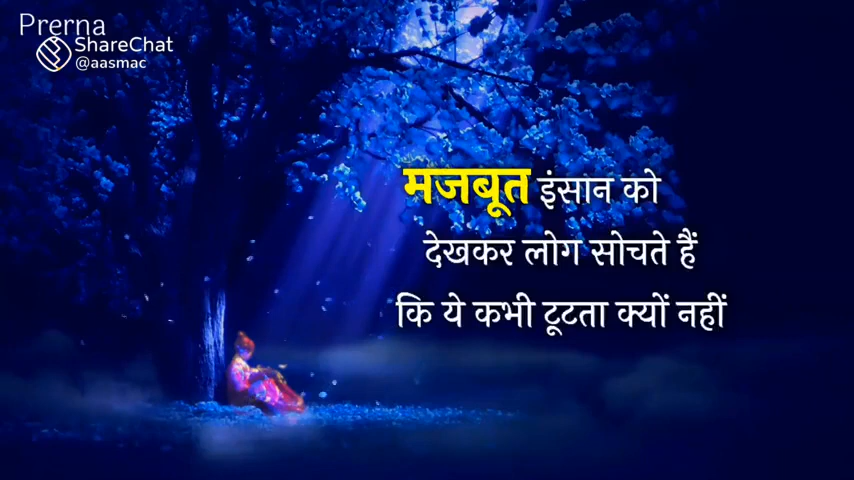 Prerna
ShareChat
@aasmac
मजबूत इंसान को
देखकर लोग सोचते हैं
कि ये कभी टूटता क्यों नहीं